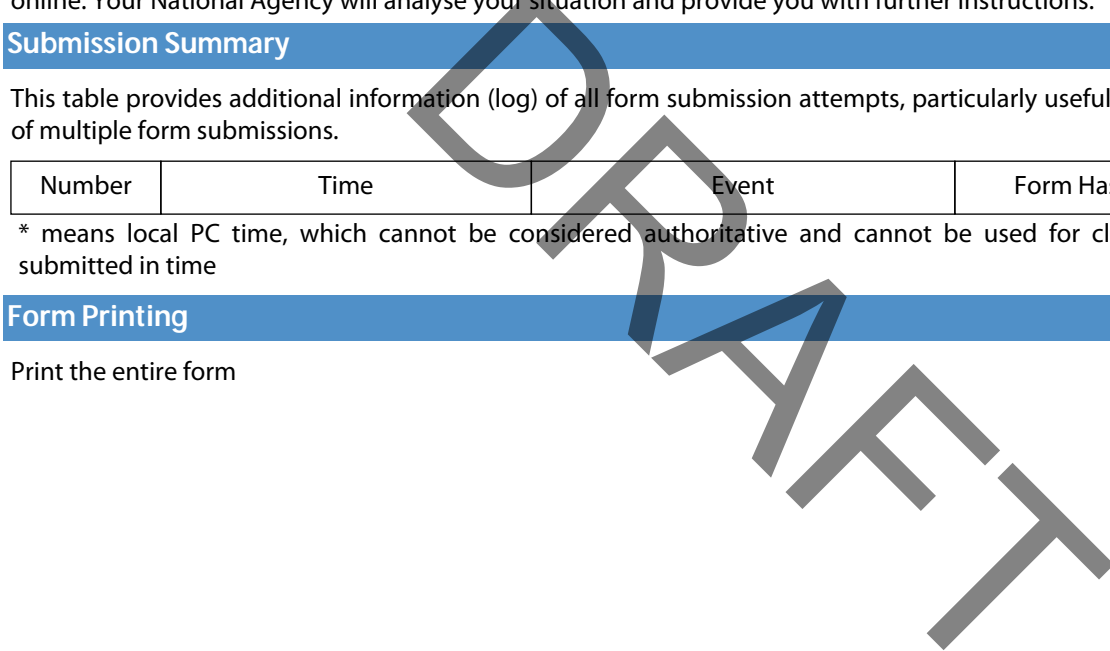 online. Your National Agency will analyse your situation and provide you with further instructions.
Submission Summary
This table provides additional information (log) of all form submission attempts, particularly useful
of multiple form submissions.
Number Time Event Form Has
* means local PC time, which cannot be considered authoritative and cannot be used for cl
submitted in time
Form Printing
Print the entire form
DRAFT